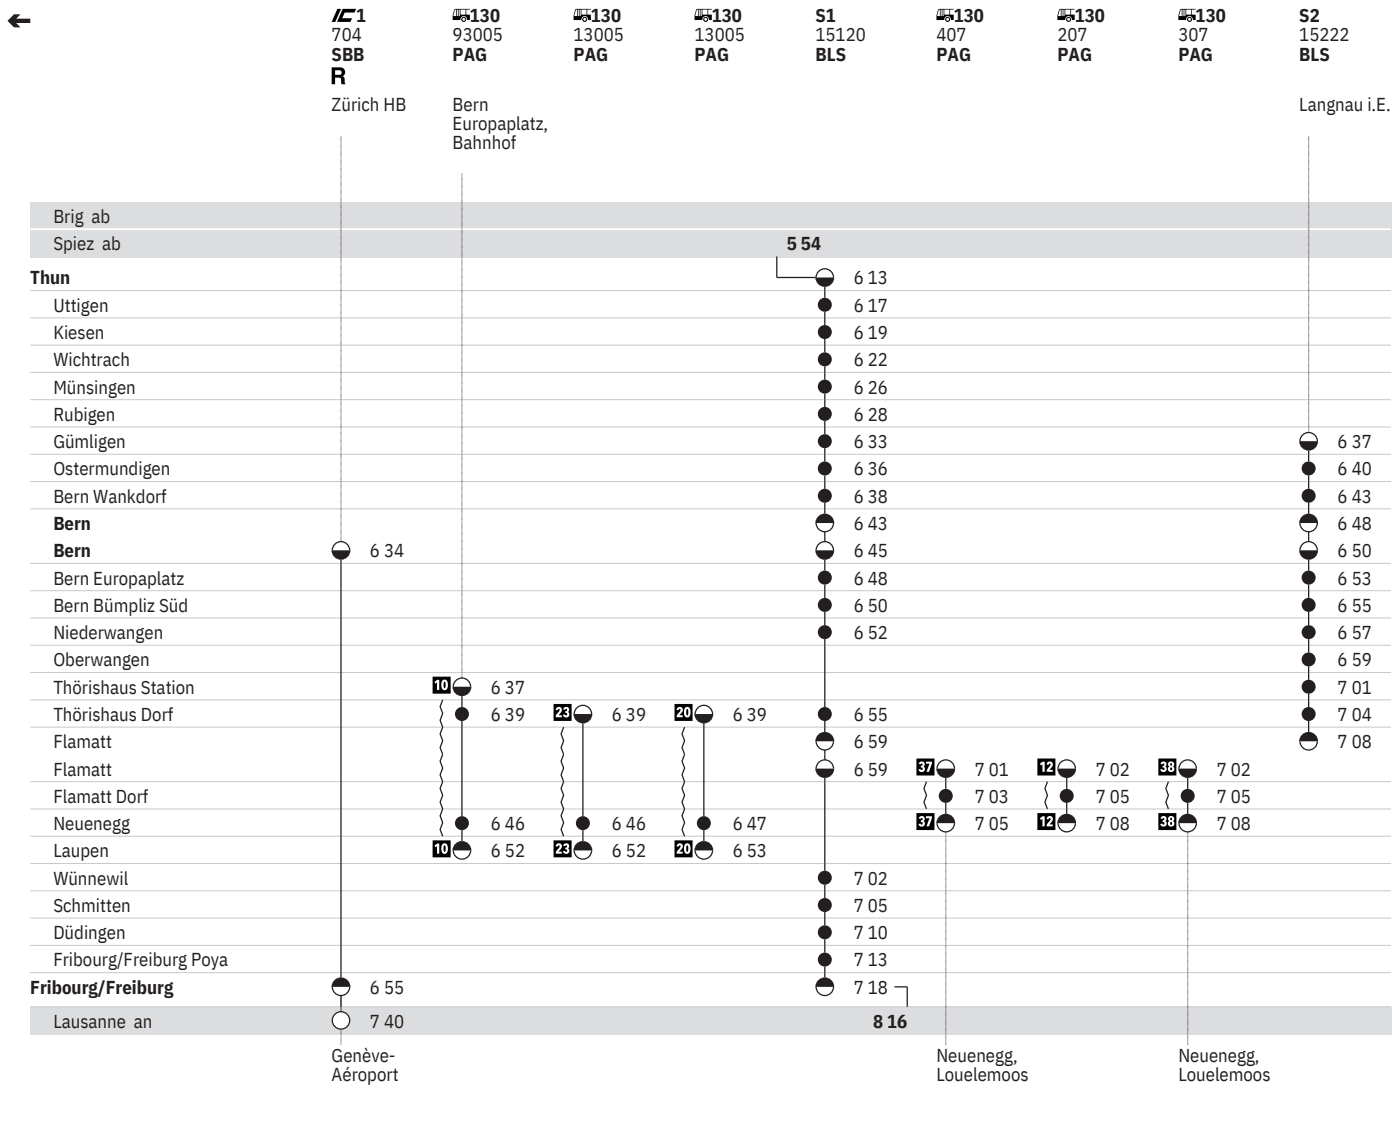 IC1 130 130 130 S1 130 130 130 S2
704 93005 13005 13005 15120 407 207 307 15222
SBB PAG PAG PAG BLS PAG PAG PAG BLS
R
Zürich HB Bern Langnau i.E.
Europaplatz,
Bahnhof
Brig ab
Spiez ab 5 54
Thun 6 13
Uttigen 6 17
Kiesen 6 19
Wichtrach 6 22
Münsingen 6 26
Rubigen 6 28
Gümligen 6 33 6 37
Ostermundigen 6 36 6 40
Bern Wankdorf 6 38 6 43
Bern 6 43 6 48
Bern 6 34 6 45 6 50
Bern Europaplatz 6 48 6 53
Bern Bümpliz Süd 6 50 6 55
Niederwangen 6 52 6 57
Oberwangen 6 59
Thörishaus Station 10 6 37 7 01
Thörishaus Dorf 6 39 23 6 39 20 6 39 6 55 7 04
Flamatt 6 59 7 08
Flamatt 6 59 37 7 01 12 7 02 38 7 02
Flamatt Dorf 7 03 7 05 7 05
Neuenegg 6 46 6 46 6 47 37 7 05 12 7 08 38 7 08
Laupen 10 6 52 23 6 52 20 6 53
Wünnewil 7 02
Schmitten 7 05
Düdingen 7 10
Fribourg/Freiburg Poya 7 13
Fribourg/Freiburg 6 55 7 18
Lausanne an 7 40 8 16
Genève- Neuenegg, Neuenegg,
Aéroport Louelemoos Louelemoos